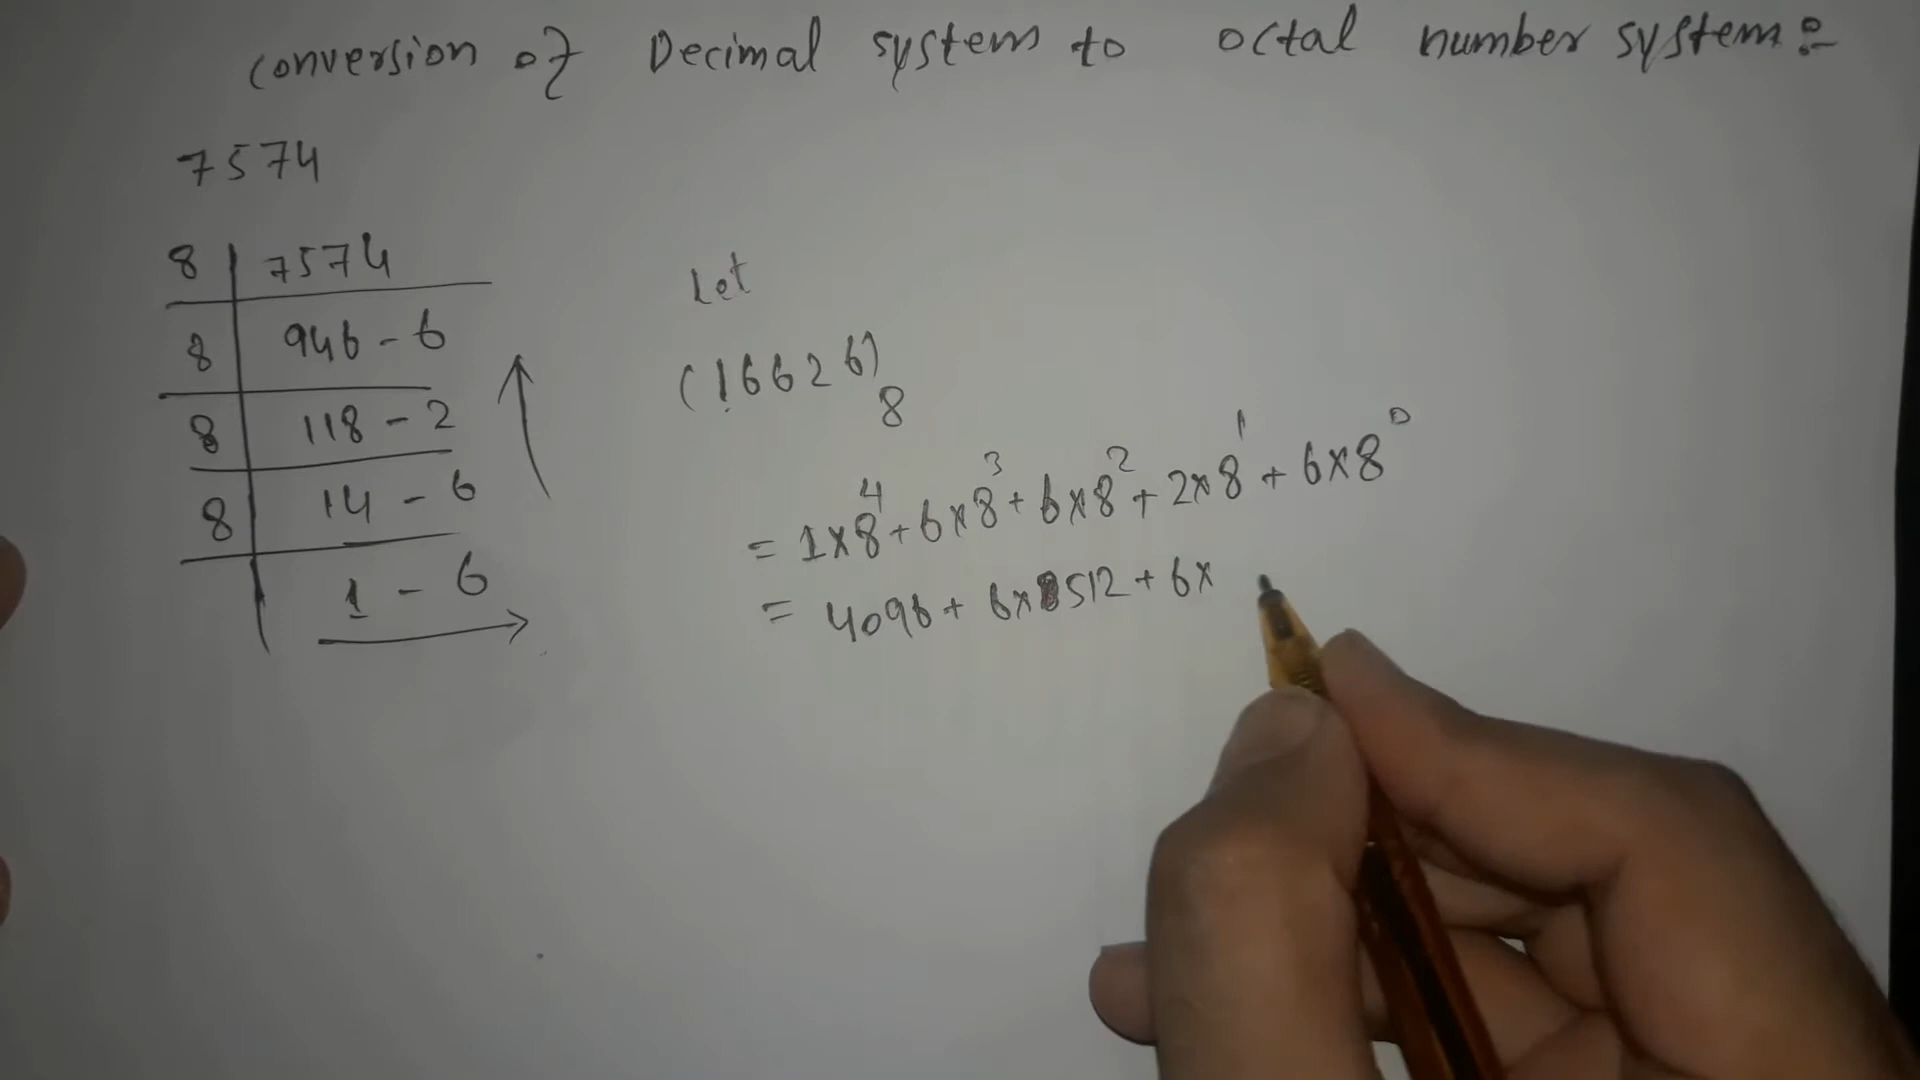 conversion of Decimal system to octal number system:-
7574
8 | 7574
8 | 946 - 6
8 | 118 - 2
8 | 14 - 6
1 - 6
Let
(16626)₈
= 1×8⁴+6×8³+6×8²+2×8¹+6×8⁰
= 4096+6×512+6×